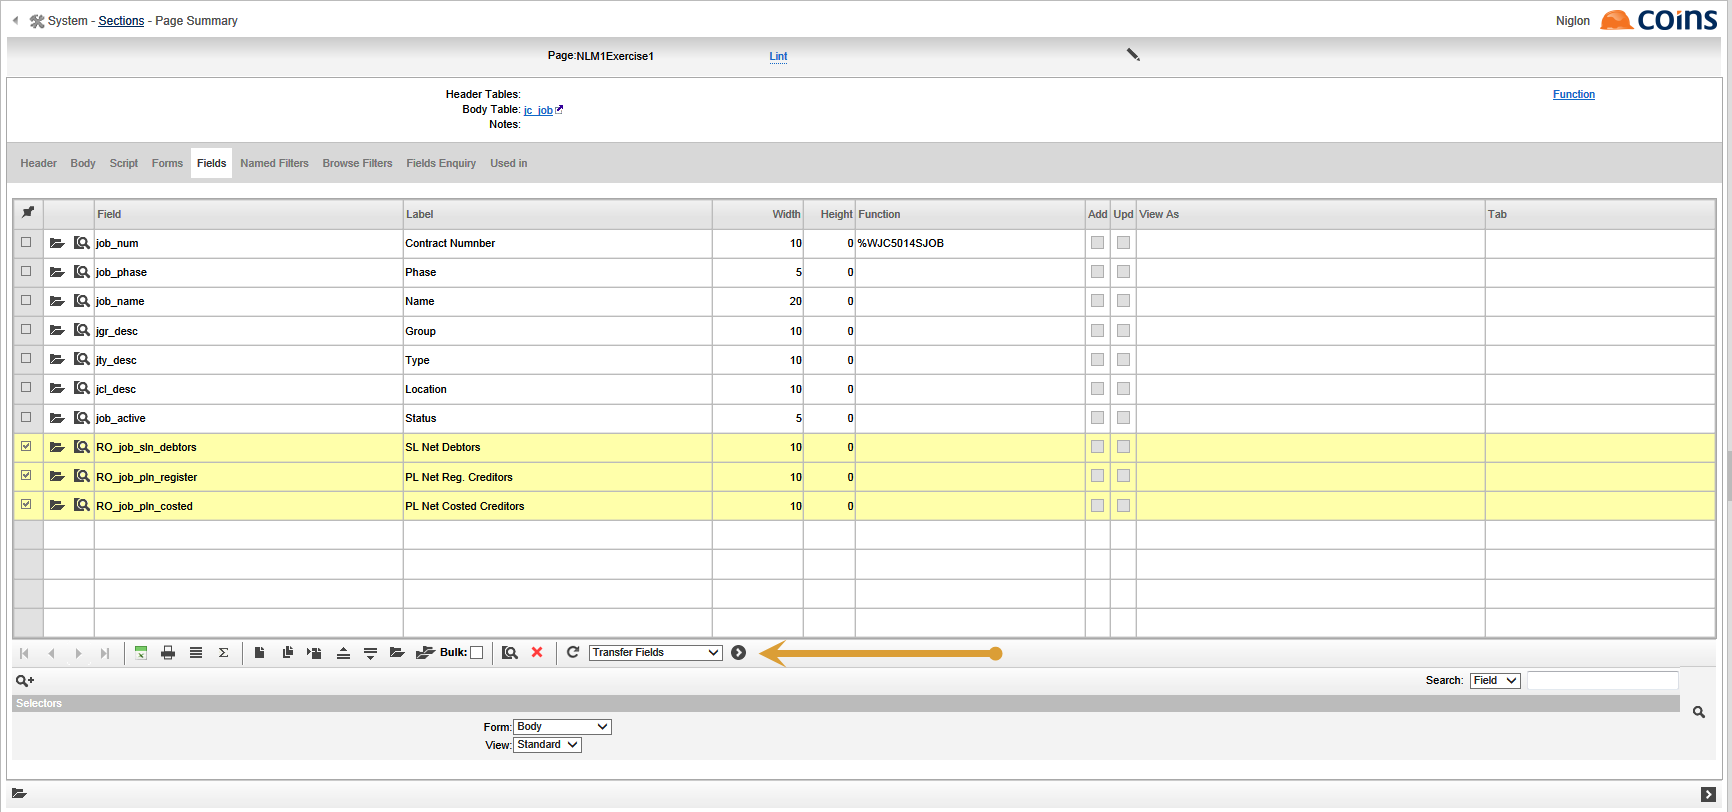 System - Sections - Page Summary
Niglon
coins
Page:NLM1Exercise1
Lint
Header Tables:
Body Table: jc_job
Notes:
Function
Header Body Script Forms Fields Named Filters Browse Filters Fields Enquiry Used in
Field Label Width Height Function Add Upd View As Tab
job_num Contract Numnber 10 0 %WJC5014SJOB
job_phase Phase 5 0
job_name Name 20 0
jgr_desc Group 10 0
jty_desc Type 10 0
jcl_desc Location 10 0
job_active Status 5 0
RO_job_sln_debtors SL Net Debtors 10 0
RO_job_pln_register PL Net Reg. Creditors 10 0
RO_job_pln_costed PL Net Costed Creditors 10 0
Bulk:
Transfer Fields
Search: Field
Selectors
Form: Body
View: Standard